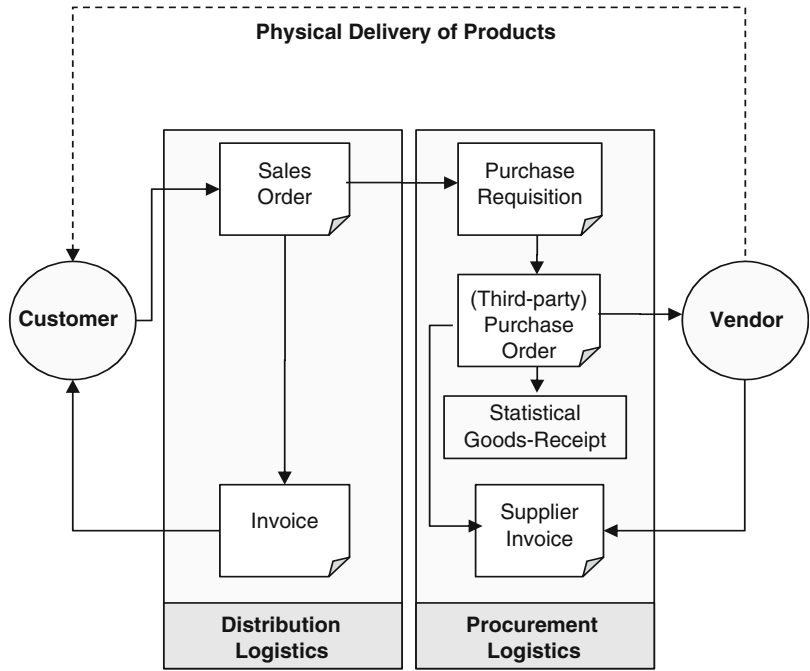 Physical Delivery of Products
Sales
Order
Purchase
Requisition
Customer
(Third-party)
Purchase
Order
Vendor
Statistical
Goods-Receipt
Invoice
Supplier
Invoice
Distribution
Logistics
Procurement
Logistics